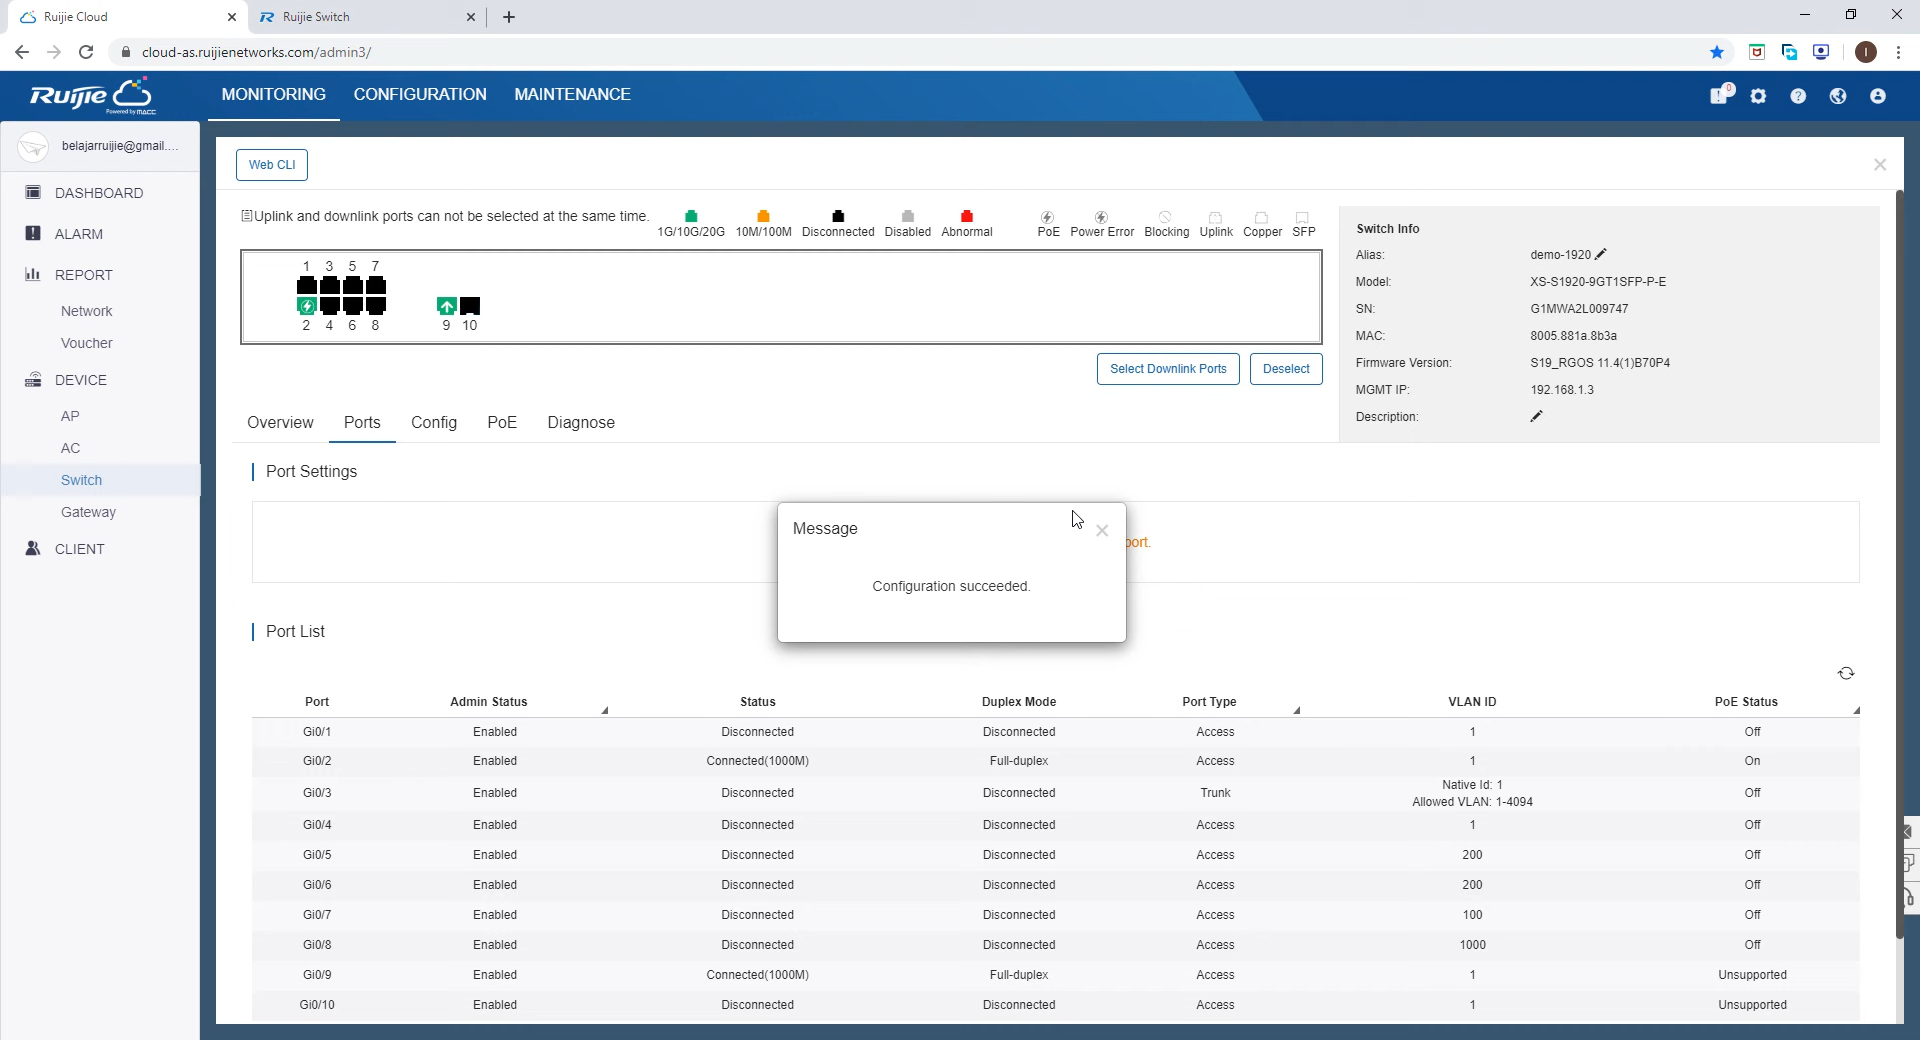 Ruijie Cloud
Ruijie Switch
cloud-as.ruijienetworks.com/admin3/
I
Ruijie
Powered by MACC
MONITORING
CONFIGURATION
MAINTENANCE
0
belajarruijie@gmail....
DASHBOARD
ALARM
REPORT
Network
Voucher
DEVICE
AP
AC
Switch
Gateway
CLIENT
Web CLI
Uplink and downlink ports can not be selected at the same time.
1G/10G/20G 10M/100M Disconnected Disabled Abnormal
PoE Power Error Blocking Uplink Copper SFP
1 3 5 7
2 4 6 8 9 10
Select Downlink Ports
Deselect
Switch Info
Alias: demo-1920
Model: XS-S1920-9GT1SFP-P-E
SN: G1MWA2L009747
MAC: 8005.881a.8b3a
Firmware Version: S19_RGOS 11.4(1)B70P4
MGMT IP: 192.168.1.3
Description:
Overview Ports Config PoE Diagnose
Port Settings
port.
Message
Configuration succeeded.
Port List
Port Admin Status Status Duplex Mode Port Type VLAN ID PoE Status
Gi0/1 Enabled Disconnected Disconnected Access 1 Off
Gi0/2 Enabled Connected(1000M) Full-duplex Access 1 On
Gi0/3 Enabled Disconnected Disconnected Trunk Native Id: 1 Off
Allowed VLAN: 1-4094
Gi0/4 Enabled Disconnected Disconnected Access 1 Off
Gi0/5 Enabled Disconnected Disconnected Access 200 Off
Gi0/6 Enabled Disconnected Disconnected Access 200 Off
Gi0/7 Enabled Disconnected Disconnected Access 100 Off
Gi0/8 Enabled Disconnected Disconnected Access 1000 Off
Gi0/9 Enabled Connected(1000M) Full-duplex Access 1 Unsupported
Gi0/10 Enabled Disconnected Disconnected Access 1 Unsupported